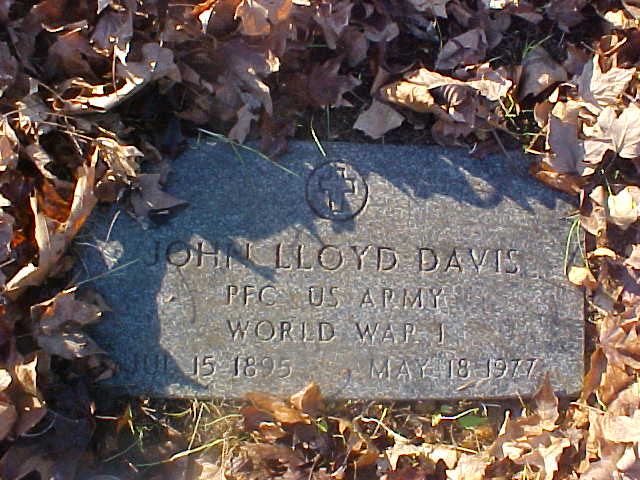 JOHN LLOYD DAVIS
PFC US ARMY
WORLD WAR I
JUL 15 1895 MAY 18 1977